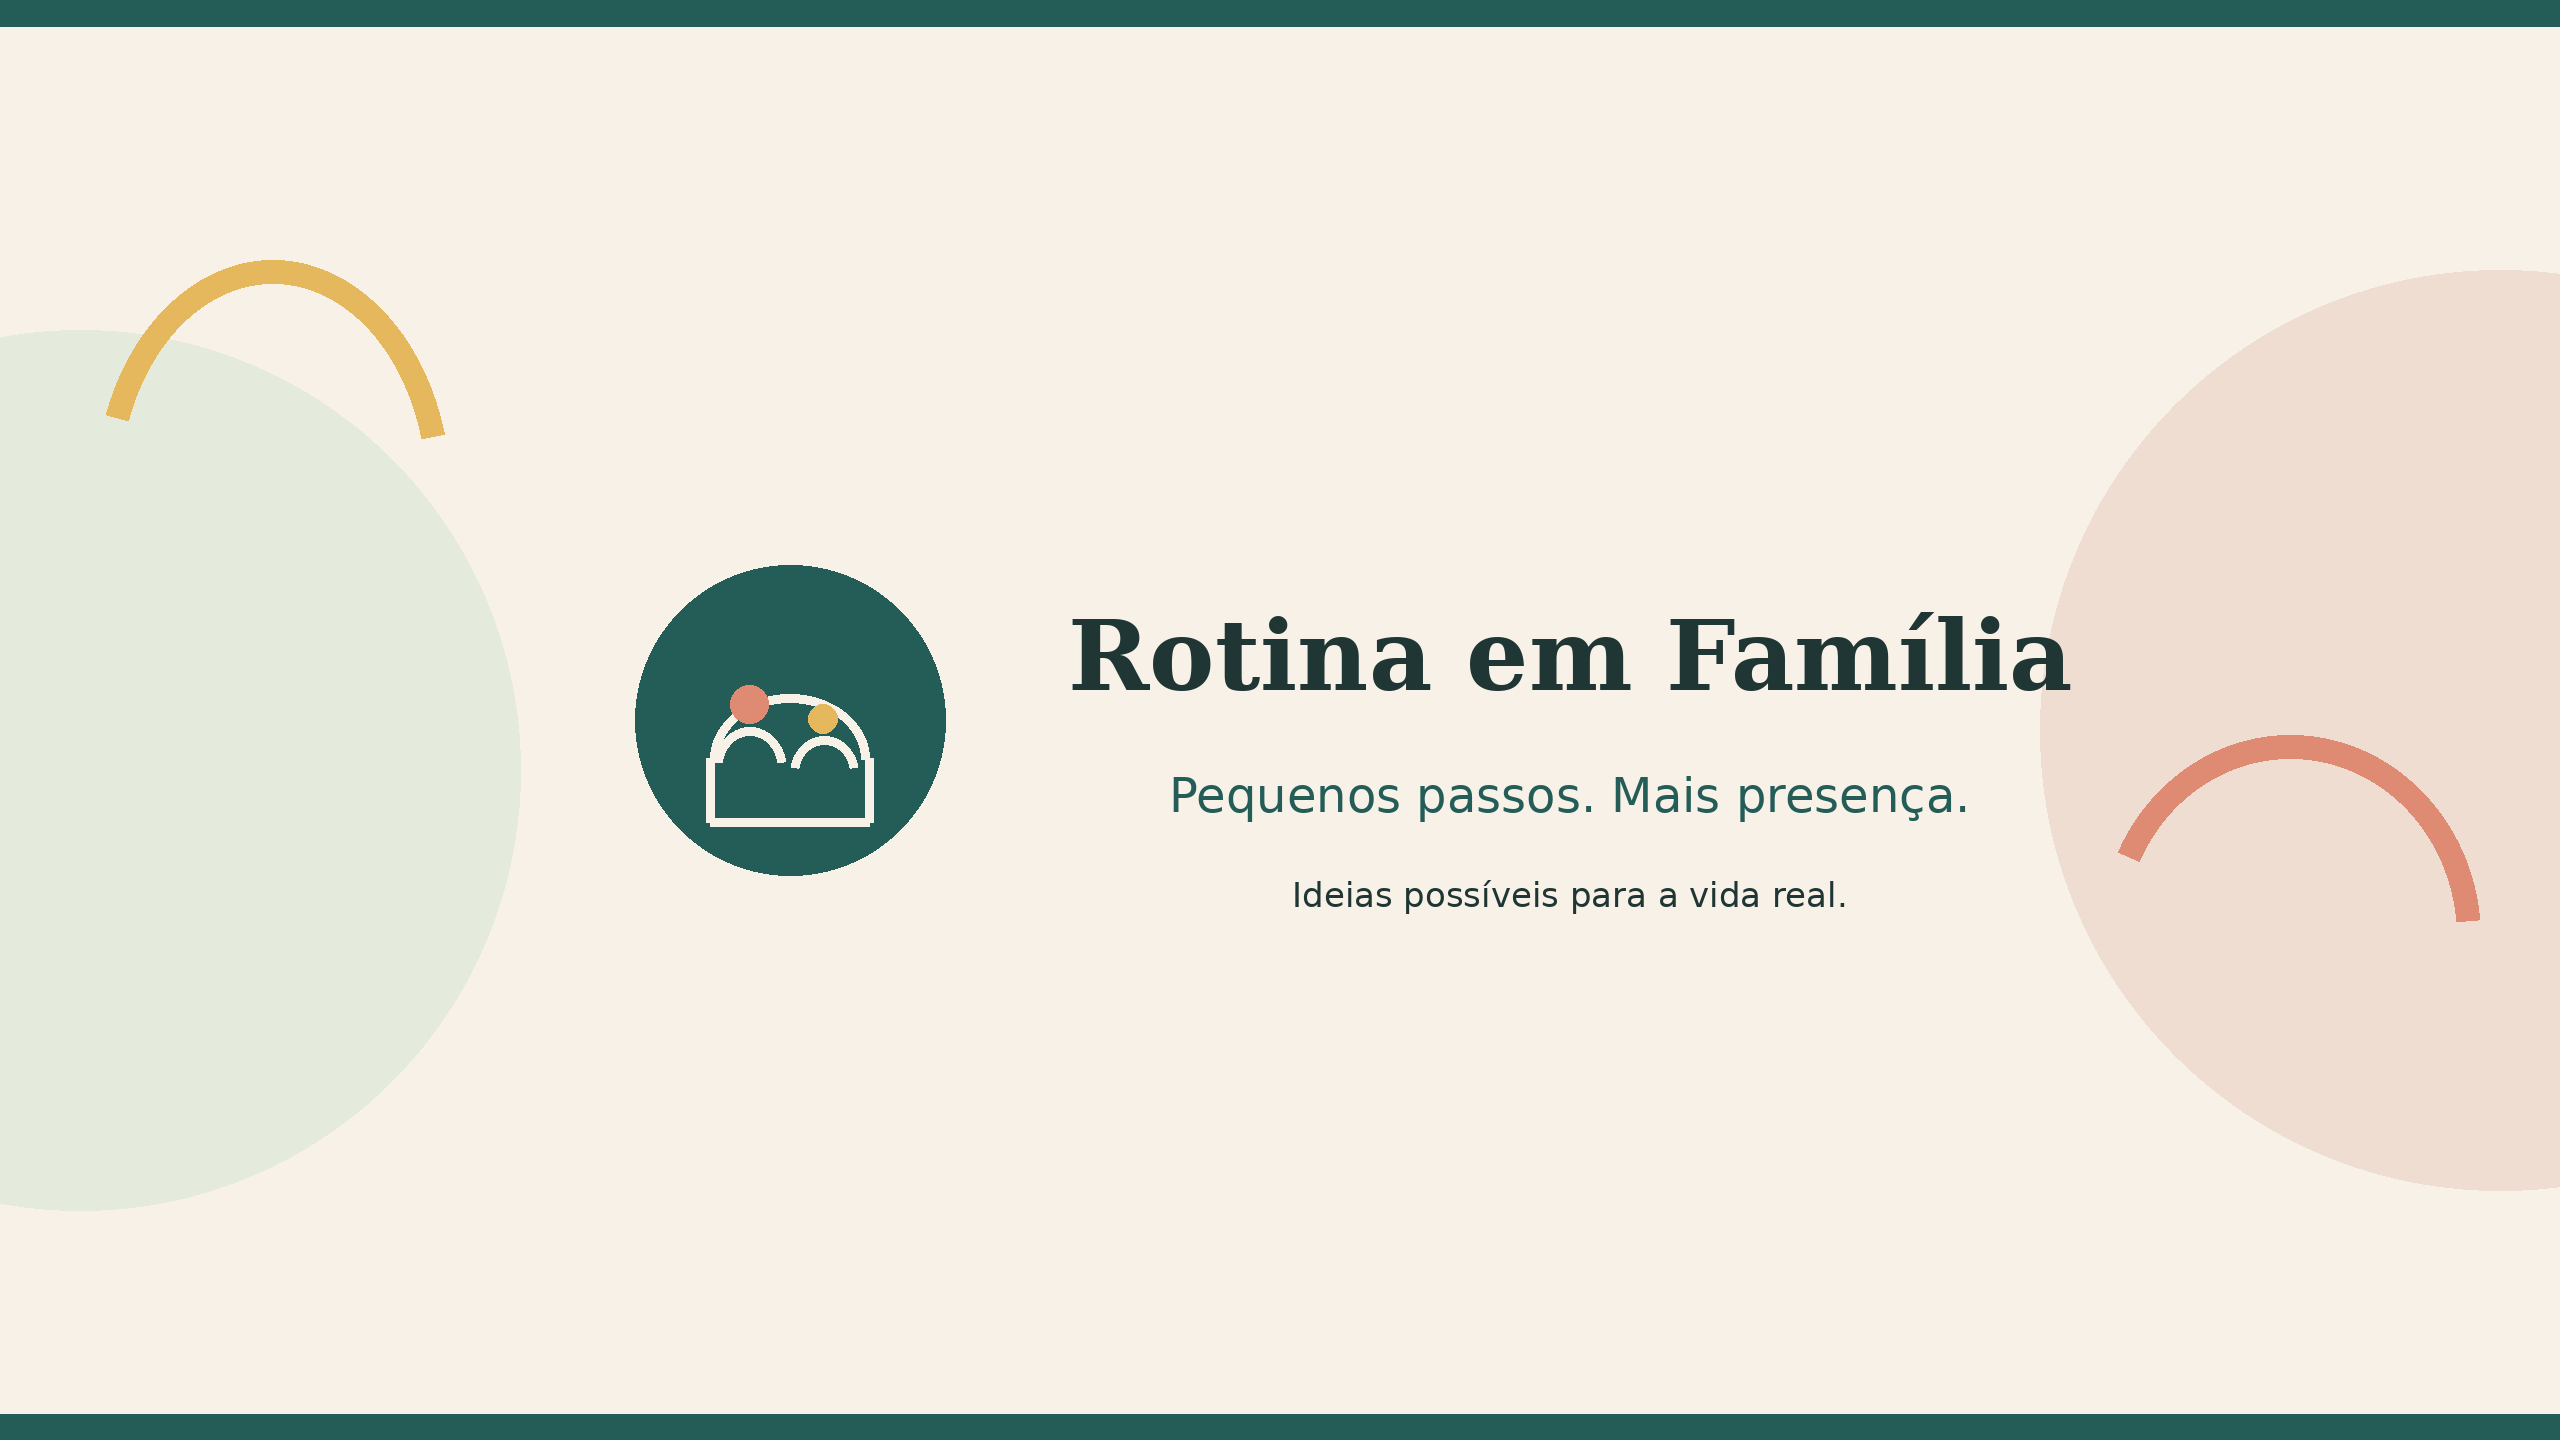 Rotina em Família
Pequenos passos. Mais presença.
Ideias possíveis para a vida real.